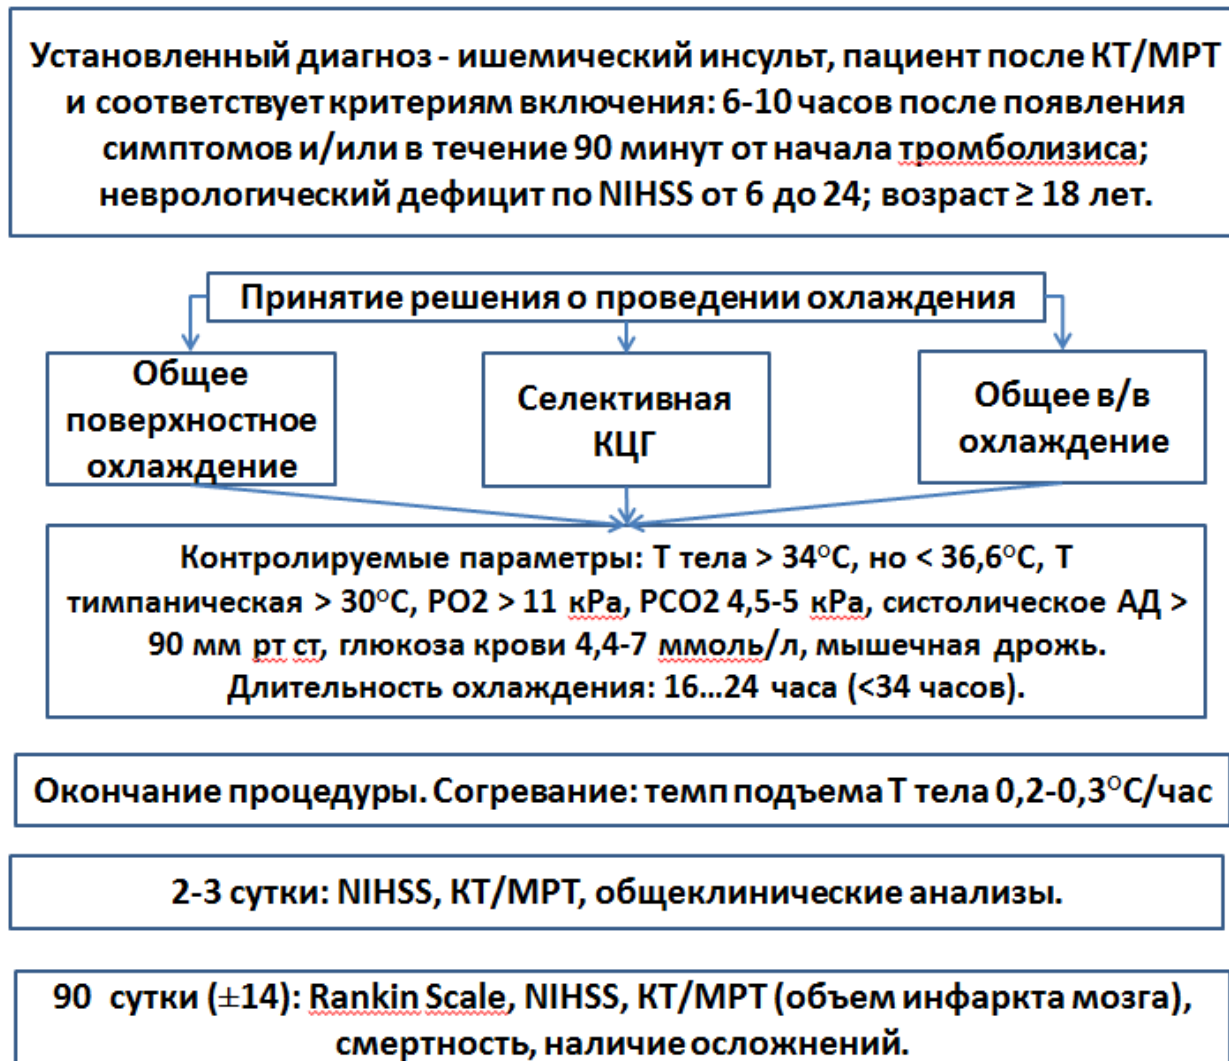 Установленный диагноз - ишемический инсульт, пациент после КТ/МРТ
и соответствует критериям включения: 6-10 часов после появления
симптомов и/или в течение 90 минут от начала тромболизиса;
неврологический дефицит по NIHSS от 6 до 24; возраст ≥ 18 лет.
Принятие решения о проведении охлаждения
Общее
поверхностное
охлаждение
Селективная
КЦГ
Общее в/в
охлаждение
Контролируемые параметры: Т тела > 34°С, но < 36,6°С, Т
тимпаническая > 30°С, РО2 > 11 кРа, РСО2 4,5-5 кРа, систолическое АД >
90 мм рт ст, глюкоза крови 4,4-7 ммоль/л, мышечная дрожь.
Длительность охлаждения: 16...24 часа (<34 часов).
Окончание процедуры. Согревание: темп подъема Т тела 0,2-0,3°С/час
2-3 сутки: NIHSS, КТ/МРТ, общеклинические анализы.
90 сутки (±14): Rankin Scale, NIHSS, КТ/МРТ (объем инфаркта мозга),
смертность, наличие осложнений.